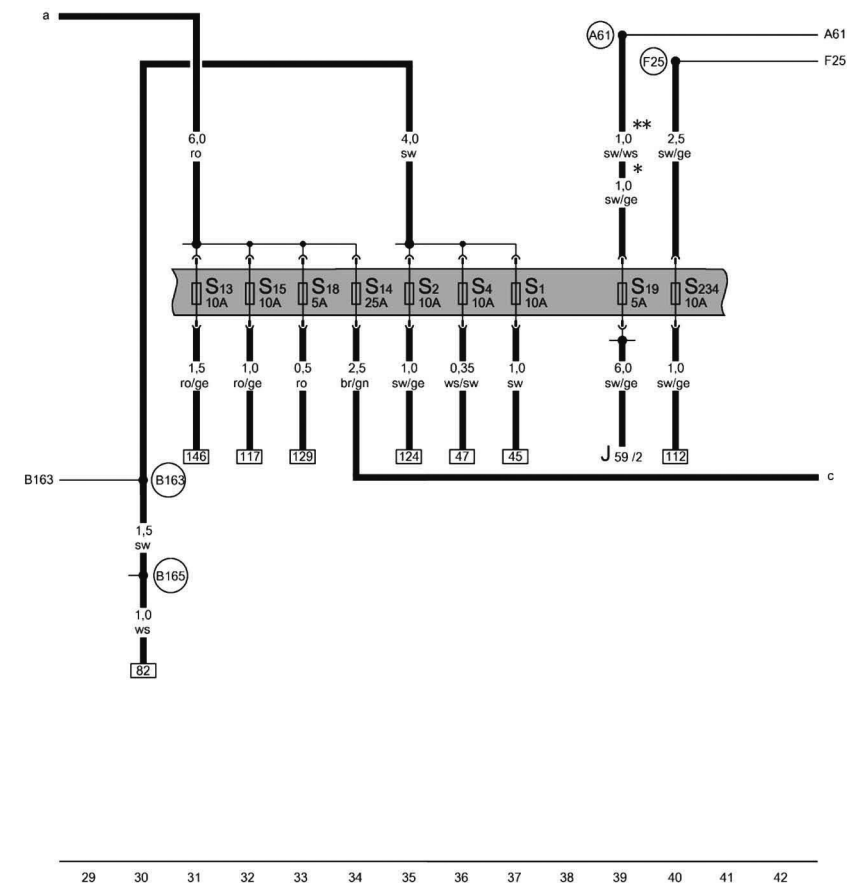 a
A61 A61
F25 F25
**
6,0 4,0 1,0 2,5
ro sw sw/ws sw/ge
*
1,0
sw/ge
S13 S15 S18 S14 S2 S4 S1 S19 S234
10A 10A 5A 25A 10A 10A 10A 5A 10A
1,5 1,0 0,5 2,5 1,0 0,35 1,0 6,0 1,0
ro/ge ro/ge ro br/gn sw/ge ws/sw sw sw/ge sw/ge
146 117 129 124 47 45 J 59 /2 112
B163 B163 c
1,5
sw
B165
1,0
ws
82
29 30 31 32 33 34 35 36 37 38 39 40 41 42